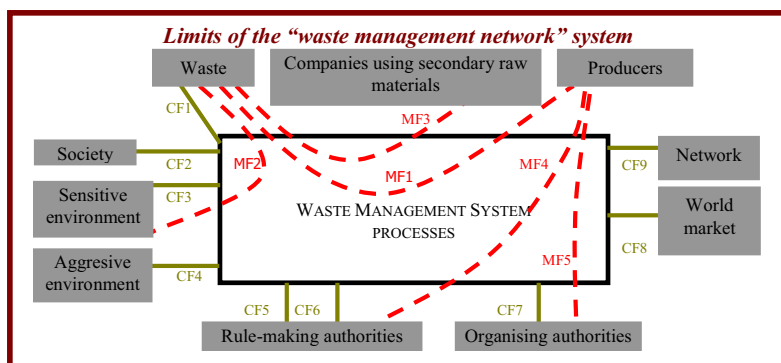 Limits of the “waste management network” system
Waste
Companies using secondary raw
materials
Producers
CF1
MF3
Society
CF2
MF2
MF4
CF9
Network
Sensitive
environment
CF3
MF1
World
market
WASTE MANAGEMENT SYSTEM
PROCESSES
CF8
Aggresive
environment
CF4
MF5
CF5
CF6
CF7
Rule-making authorities
Organising authorities